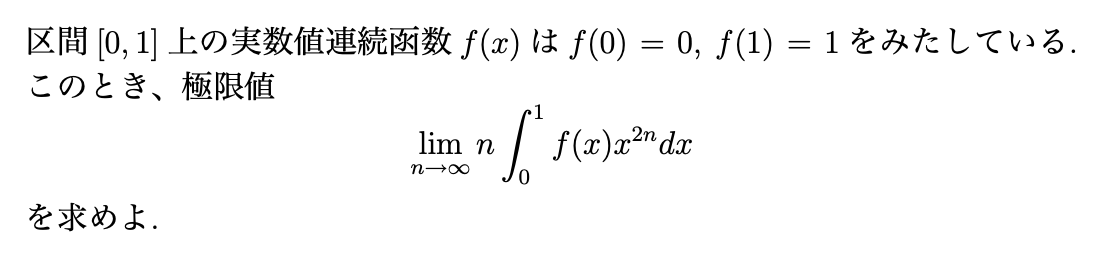 区間 [0, 1] 上の実数値連続函数 f(x) は f(0) = 0, f(1) = 1 をみたしている.
このとき、極限値
lim_{n→∞} n ∫_0^1 f(x)x^{2n}dx
を求めよ.